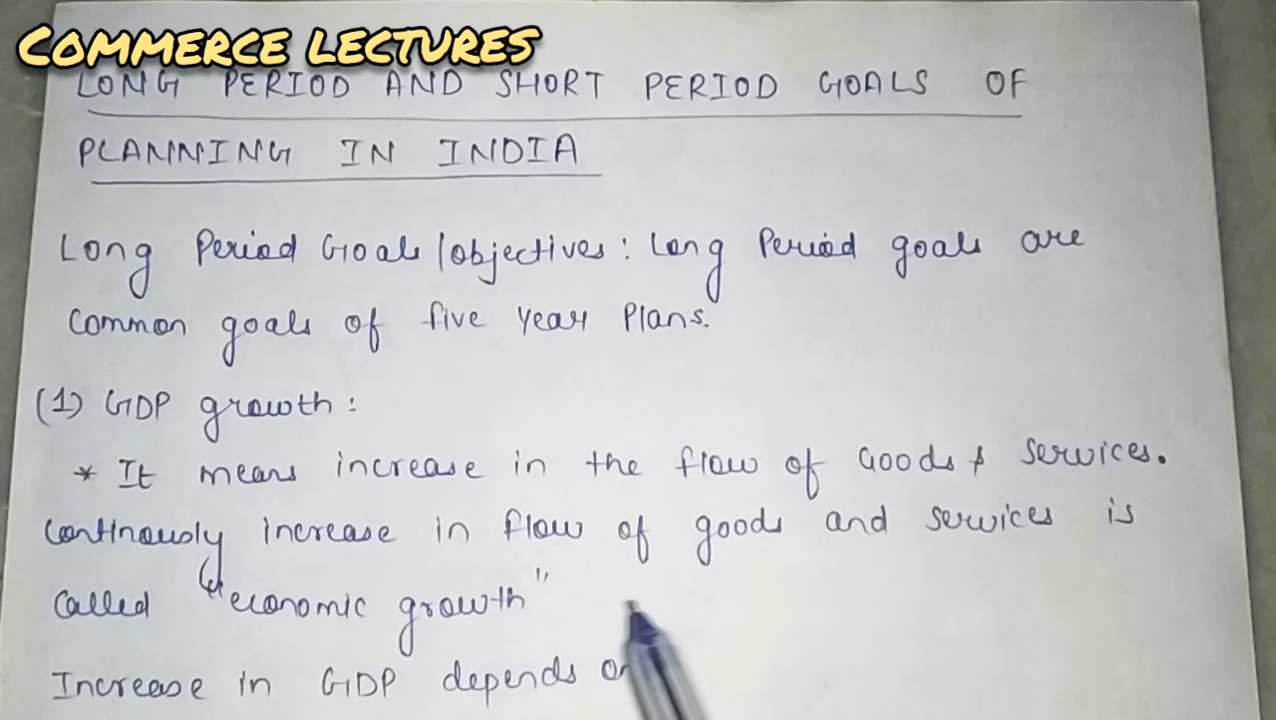 COMMERCE LECTURES
LONG PERIOD AND SHORT PERIOD GOALS OF
PLANNING IN INDIA
Long Period Goals/objectives: Long Period goals are
common goals of five year Plans.
(1) GDP growth:
* It means increase in the flow of Goods & services.
Continously increase in flow of goods and services is
called "economic growth"
Increase in GDP depends